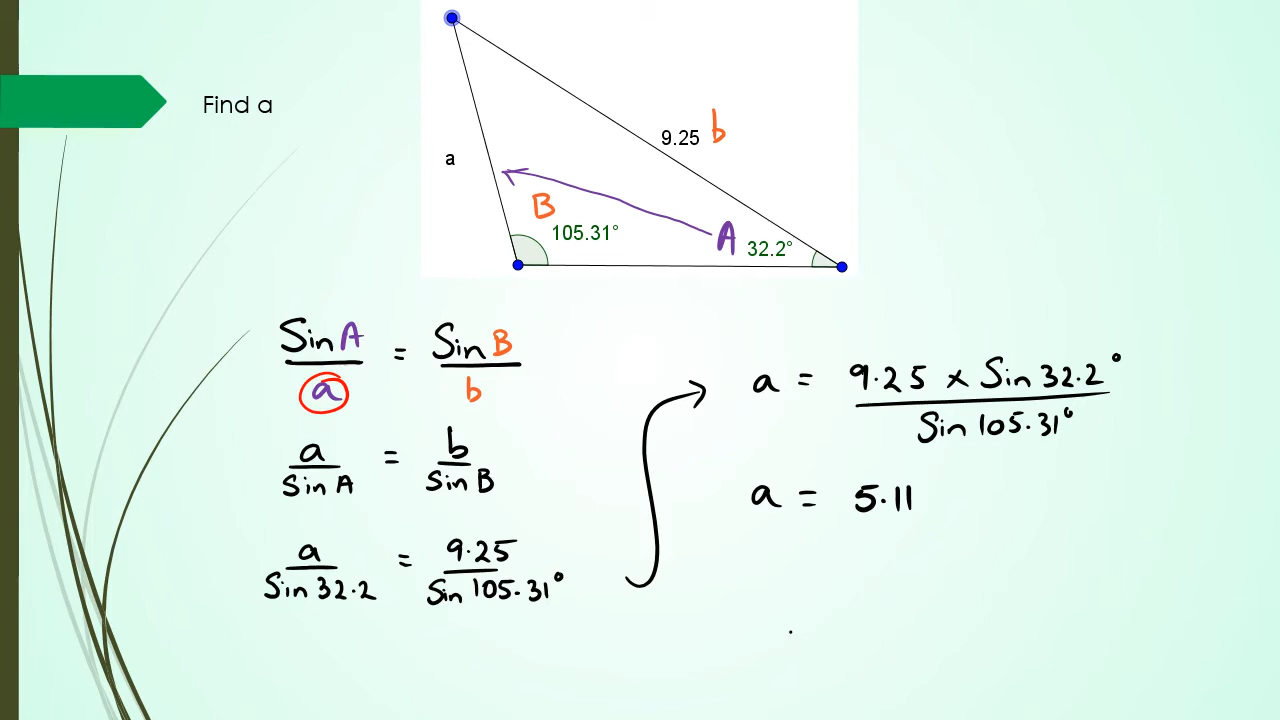 Find a
9.25 b
a
B
105.31°
A 32.2°
Sin A / a = Sin B / b
a / Sin A = b / Sin B
a / Sin 32.2 = 9.25 / Sin 105.31°
a = 9.25 x Sin 32.2° / Sin 105.31°
a = 5.11